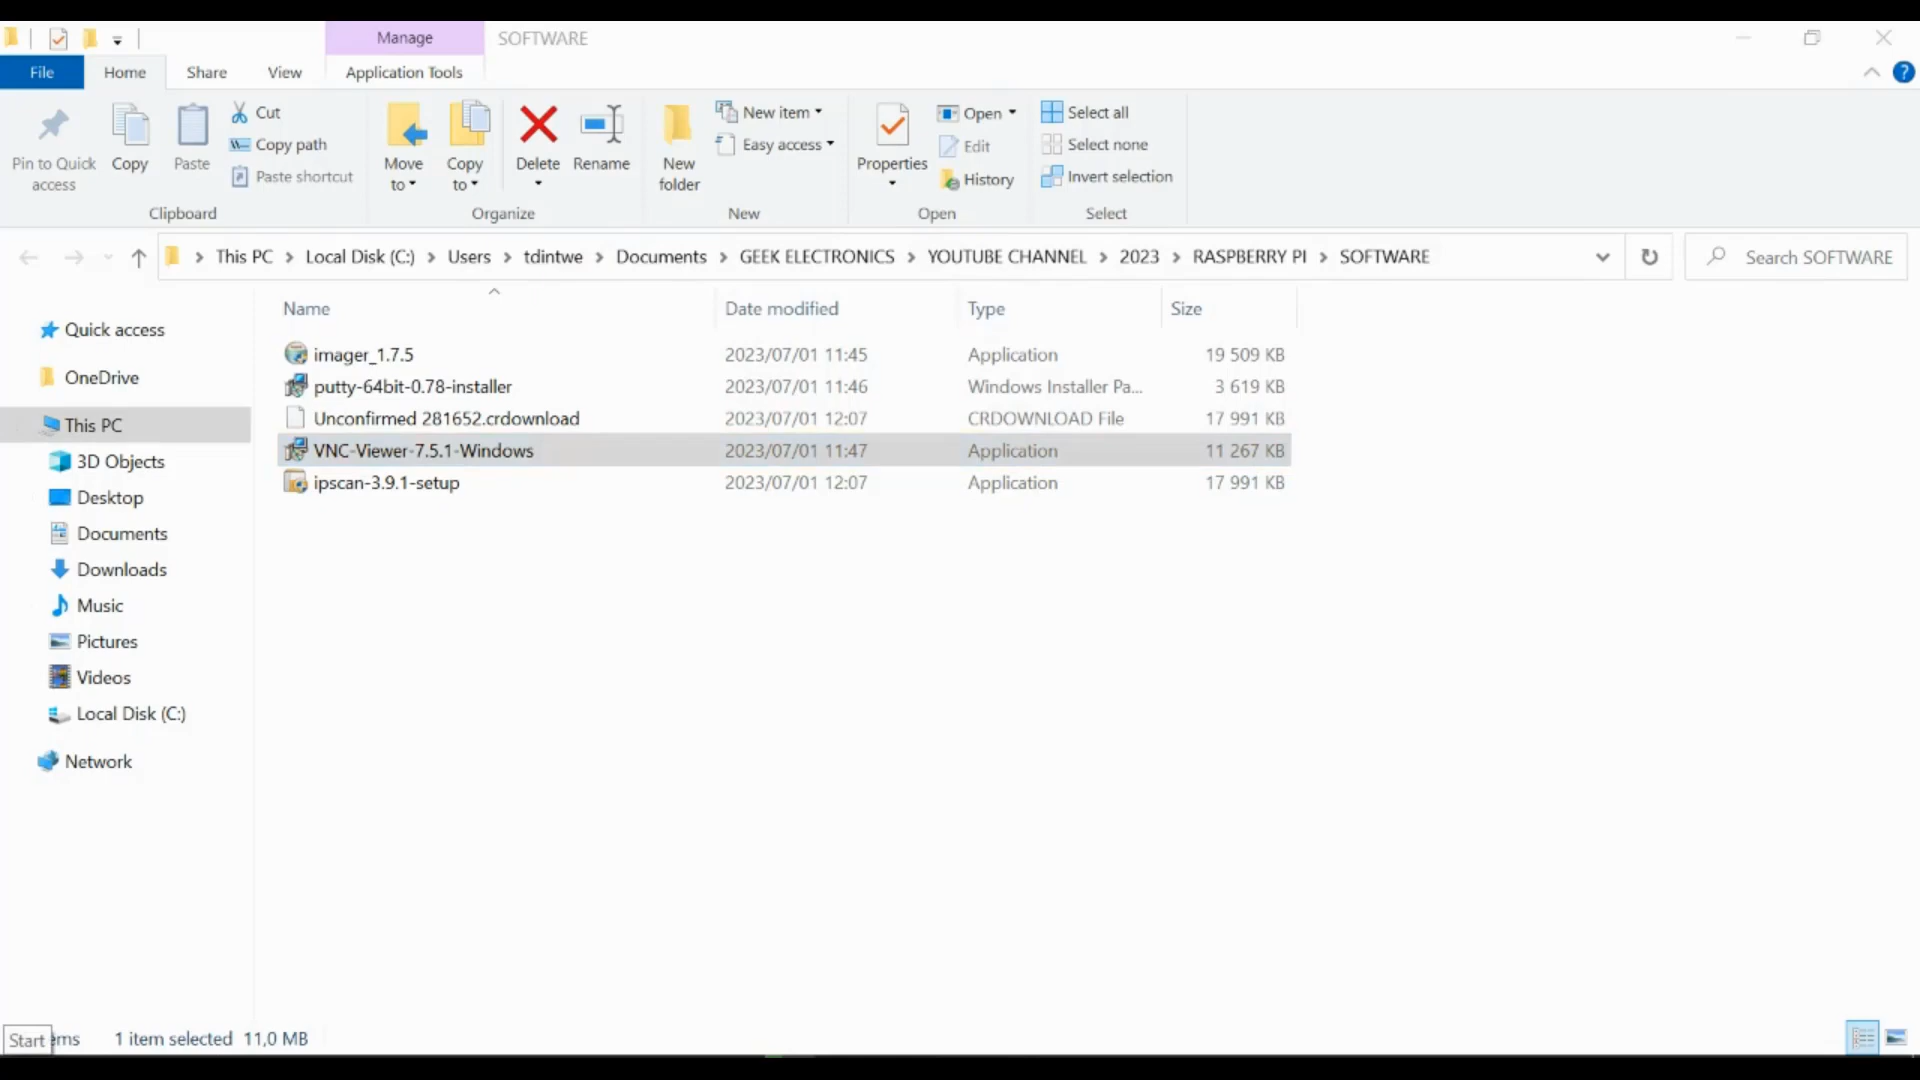 Manage
SOFTWARE
File
Home
Share
View
Application Tools
Pin to Quick access
Copy
Paste
Cut
Copy path
Paste shortcut
Clipboard
Move to
Copy to
Delete
Rename
Organize
New folder
New item
Easy access
New
Properties
Open
Edit
History
Open
Select all
Select none
Invert selection
Select
This PC > Local Disk (C:) > Users > tdintwe > Documents > GEEK ELECTRONICS > YOUTUBE CHANNEL > 2023 > RASPBERRY PI > SOFTWARE
Search SOFTWARE
Quick access
OneDrive
This PC
3D Objects
Desktop
Documents
Downloads
Music
Pictures
Videos
Local Disk (C:)
Network
Name Date modified Type Size
imager_1.7.5 2023/07/01 11:45 Application 19 509 KB
putty-64bit-0.78-installer 2023/07/01 11:46 Windows Installer Pa... 3 619 KB
Unconfirmed 281652.crdownload 2023/07/01 12:07 CRDOWNLOAD File 17 991 KB
VNC-Viewer-7.5.1-Windows 2023/07/01 11:47 Application 11 267 KB
ipscan-3.9.1-setup 2023/07/01 12:07 Application 17 991 KB
Start
1 item selected 11,0 MB